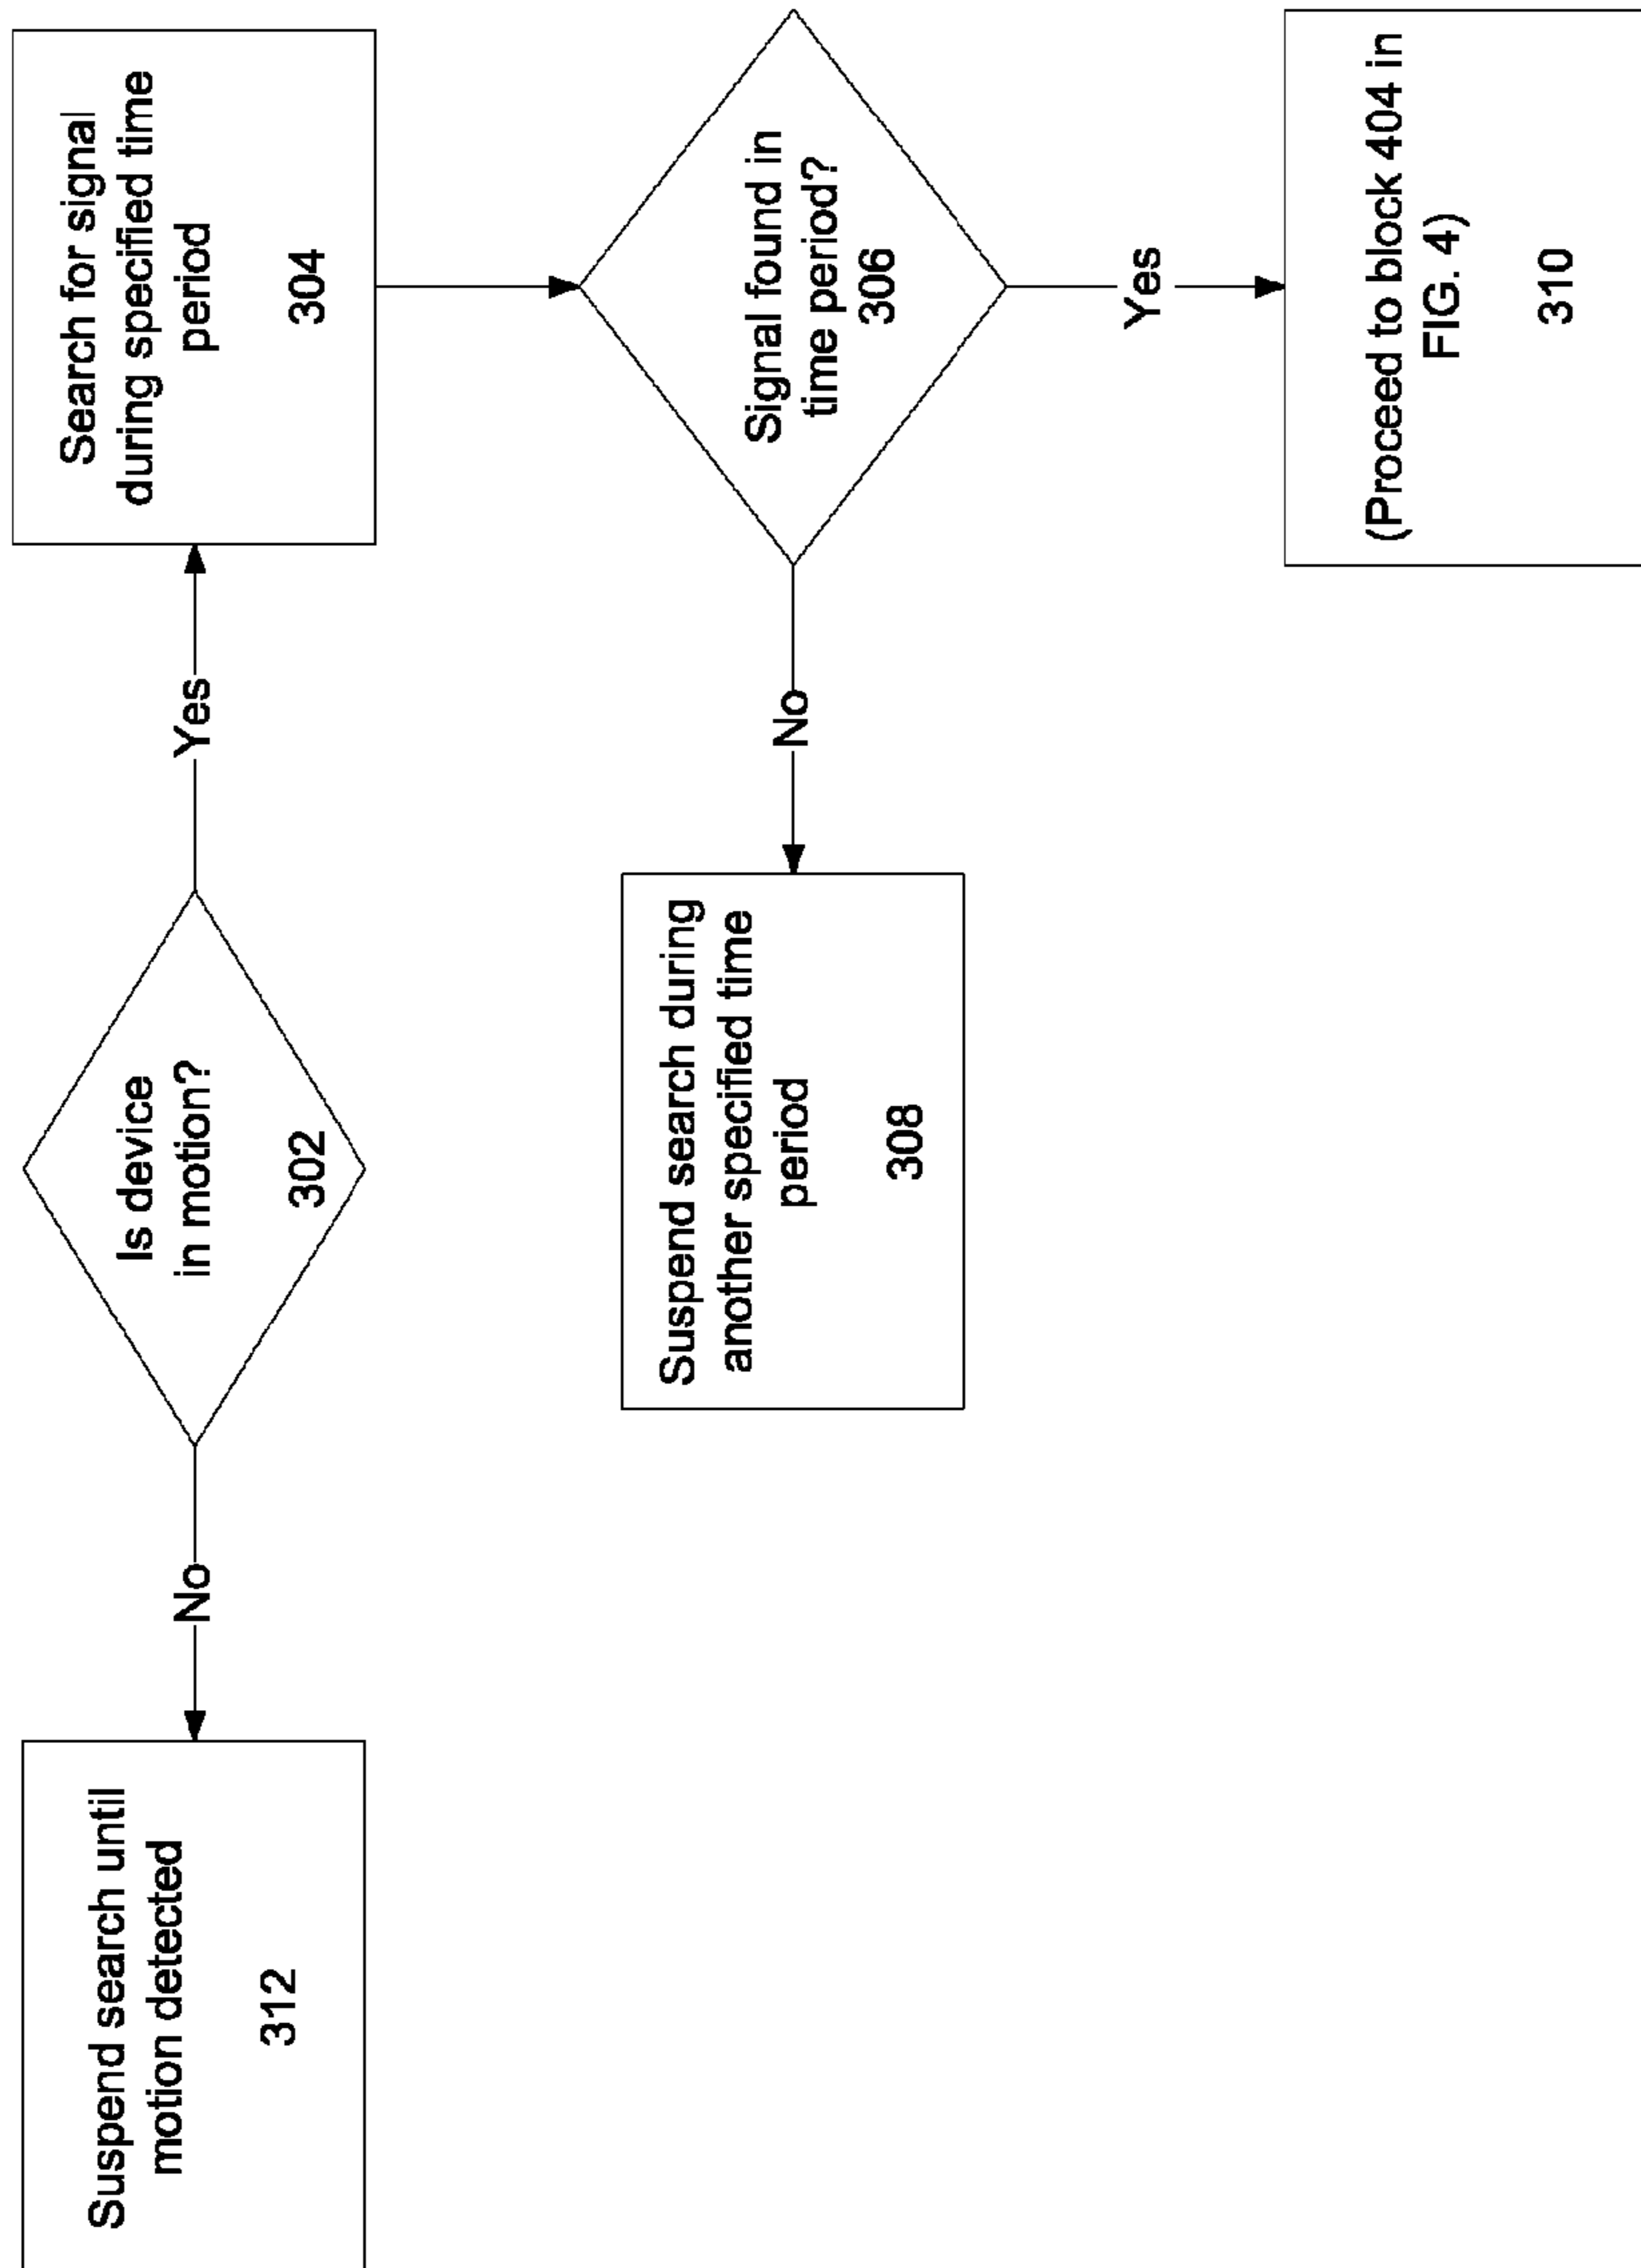 Suspend search until
motion detected
312
No
Is device
in motion?
302
Yes
Search for signal
during specified time
period
304
Suspend search during
another specified time
period
308
No
Signal found in
time period?
306
Yes
(Proceed to block 404 in
FIG. 4)
310